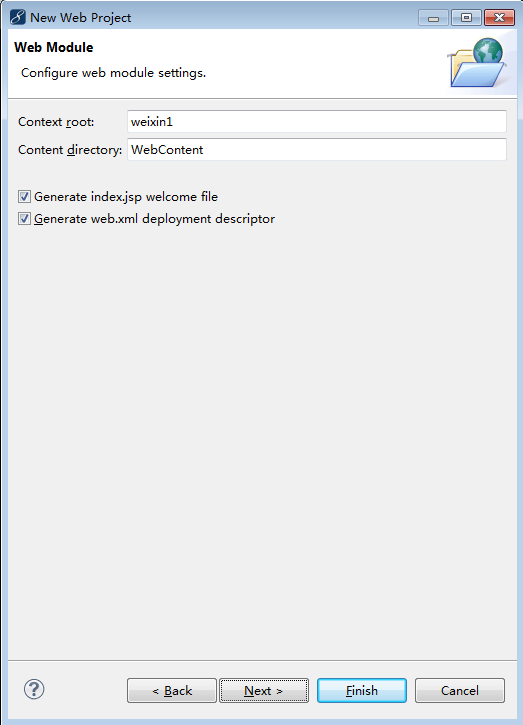 New Web Project
Web Module
Configure web module settings.
Context root: weixin1
Content directory: WebContent
Generate index.jsp welcome file
Generate web.xml deployment descriptor
? < Back Next > Finish Cancel